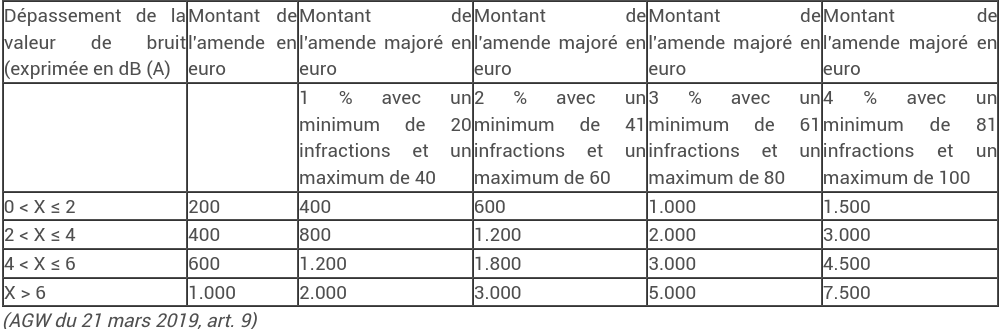 Dépassement de la valeur de bruit (exprimée en dB (A) | Montant de l'amende en euro | Montant de l'amende majoré en euro | Montant de l'amende majoré en euro | Montant de l'amende majoré en euro | Montant de l'amende majoré en euro
1 % avec un minimum de 20 infractions et un maximum de 40 | 2 % avec un minimum de 41 infractions et un maximum de 60 | 3 % avec un minimum de 61 infractions et un maximum de 80 | 4 % avec un minimum de 81 infractions et un maximum de 100
0 < X ≤ 2 | 200 | 400 | 600 | 1.000 | 1.500
2 < X ≤ 4 | 400 | 800 | 1.200 | 2.000 | 3.000
4 < X ≤ 6 | 600 | 1.200 | 1.800 | 3.000 | 4.500
X > 6 | 1.000 | 2.000 | 3.000 | 5.000 | 7.500
(AGW du 21 mars 2019, art. 9)